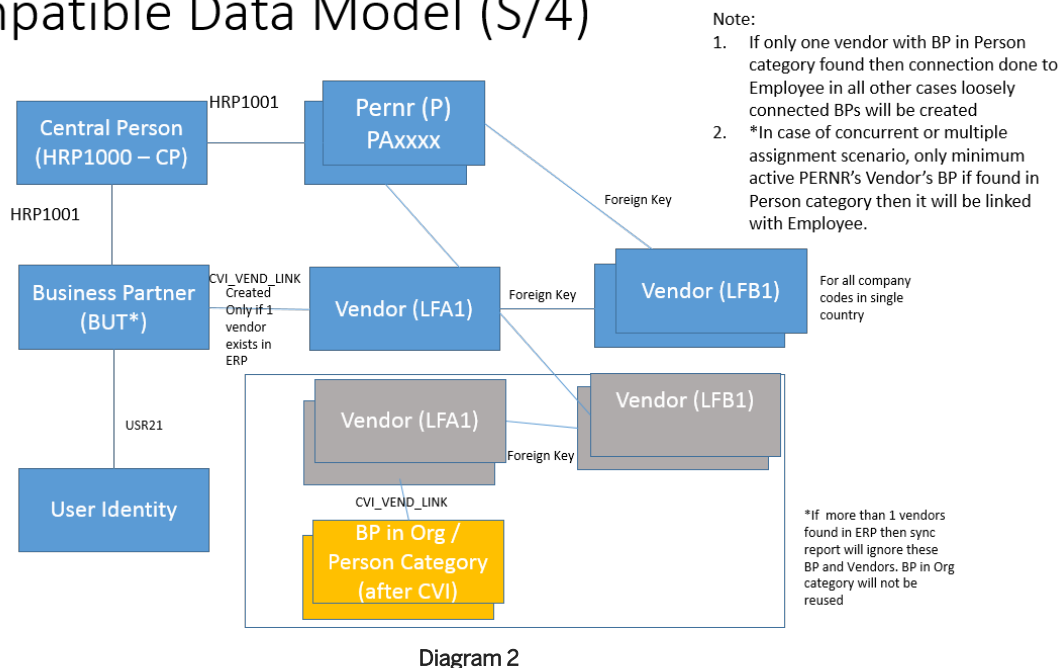 Compatible Data Model (S/4)
Note:
1. If only one vendor with BP in Person
category found then connection done to
Employee in all other cases loosely
connected BPs will be created
2. *In case of concurrent or multiple
assignment scenario, only minimum
active PERNR's Vendor's BP if found in
Person category then it will be linked
with Employee.
Central Person
(HRP1000 – CP)
HRP1001
Pernr (P)
PAxxxx
HRP1001
Foreign Key
Business Partner
(BUT*)
CVI_VEND_LINK
Created
Only if 1
vendor
exists in
ERP
Vendor (LFA1)
Foreign Key
Vendor (LFB1)
For all company
codes in single
country
USR21
Vendor (LFA1)
Foreign Key
Vendor (LFB1)
User Identity
CVI_VEND_LINK
BP in Org /
Person Category
(after CVI)
*If more than 1 vendors
found in ERP then sync
report will ignore these
BP and Vendors. BP in Org
category will not be
reused
Diagram 2